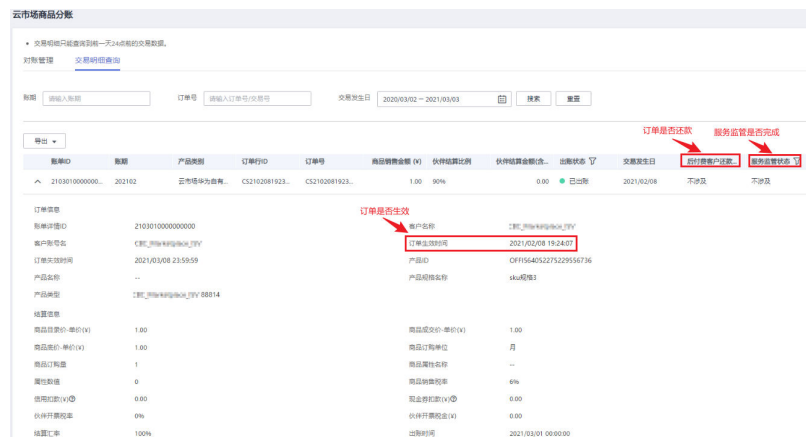 云市场商品分账
• 交易明细只能查询到前一天24点前的交易数据。
对账管理 交易明细查询
账期 请输入账期 订单号 请输入订单号/交易号 交易发生日 2020/03/02 – 2021/03/03 搜索 重置
订单是否还款 服务监管是否完成
导出
账单ID 账期 产品类别 订单行ID 订单号 商品销售金额 (¥) 伙伴结算比例 伙伴结算金额(含... 出账状态 交易发生日 后付费客户还款... 服务监管状态
2103010000000... 202102 云市场华为自有... CS2102081923... CS2102081923... 1.00 90% 0.00 已出账 2021/02/08 不涉及 不涉及
订单信息 订单是否生效
账单详情ID 2103010000000000 客户名称
客户账号名 订单生效时间 2021/02/08 19:24:07
订单失效时间 2021/03/08 23:59:59 产品ID OFFI564052275229556736
产品名称 -- 产品规格名称 sku规格3
产品类型 88814
结算信息
商品目录价-单价(¥) 1.00 商品成交价-单价(¥) 1.00
商品底价-单价(¥) 1.00 商品订购单位 月
商品订购量 1 商品属性名称 --
属性数值 0 商品销售税率 6%
信用扣款(¥) 0.00 现金券扣款(¥) 0.00
伙伴开票税率 0% 伙伴开票税金(¥) 0.00
结算汇率 100% 出账时间 2021/03/01 00:00:00